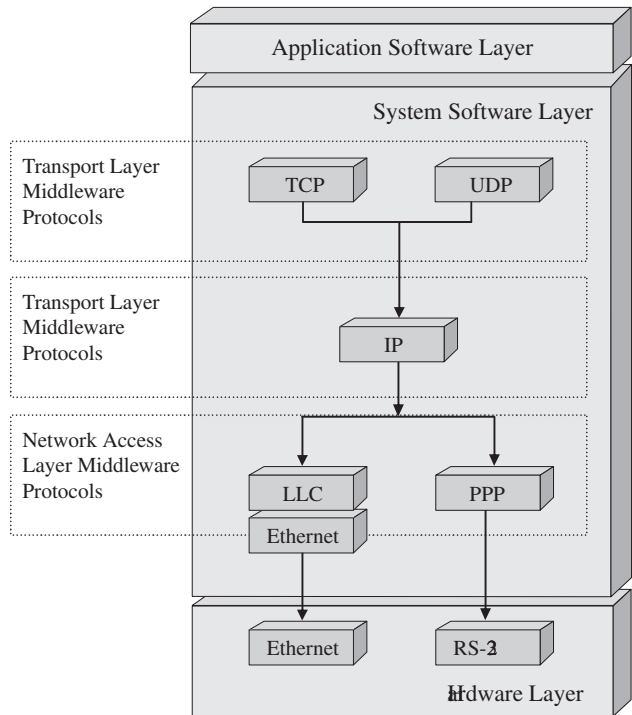 Application Software Layer
System Software Layer
Transport Layer
Middleware
Protocols
TCP
UDP
Transport Layer
Middleware
Protocols
IP
Network Access
Layer Middleware
Protocols
LLC
PPP
Ethernet
Ethernet
Layer